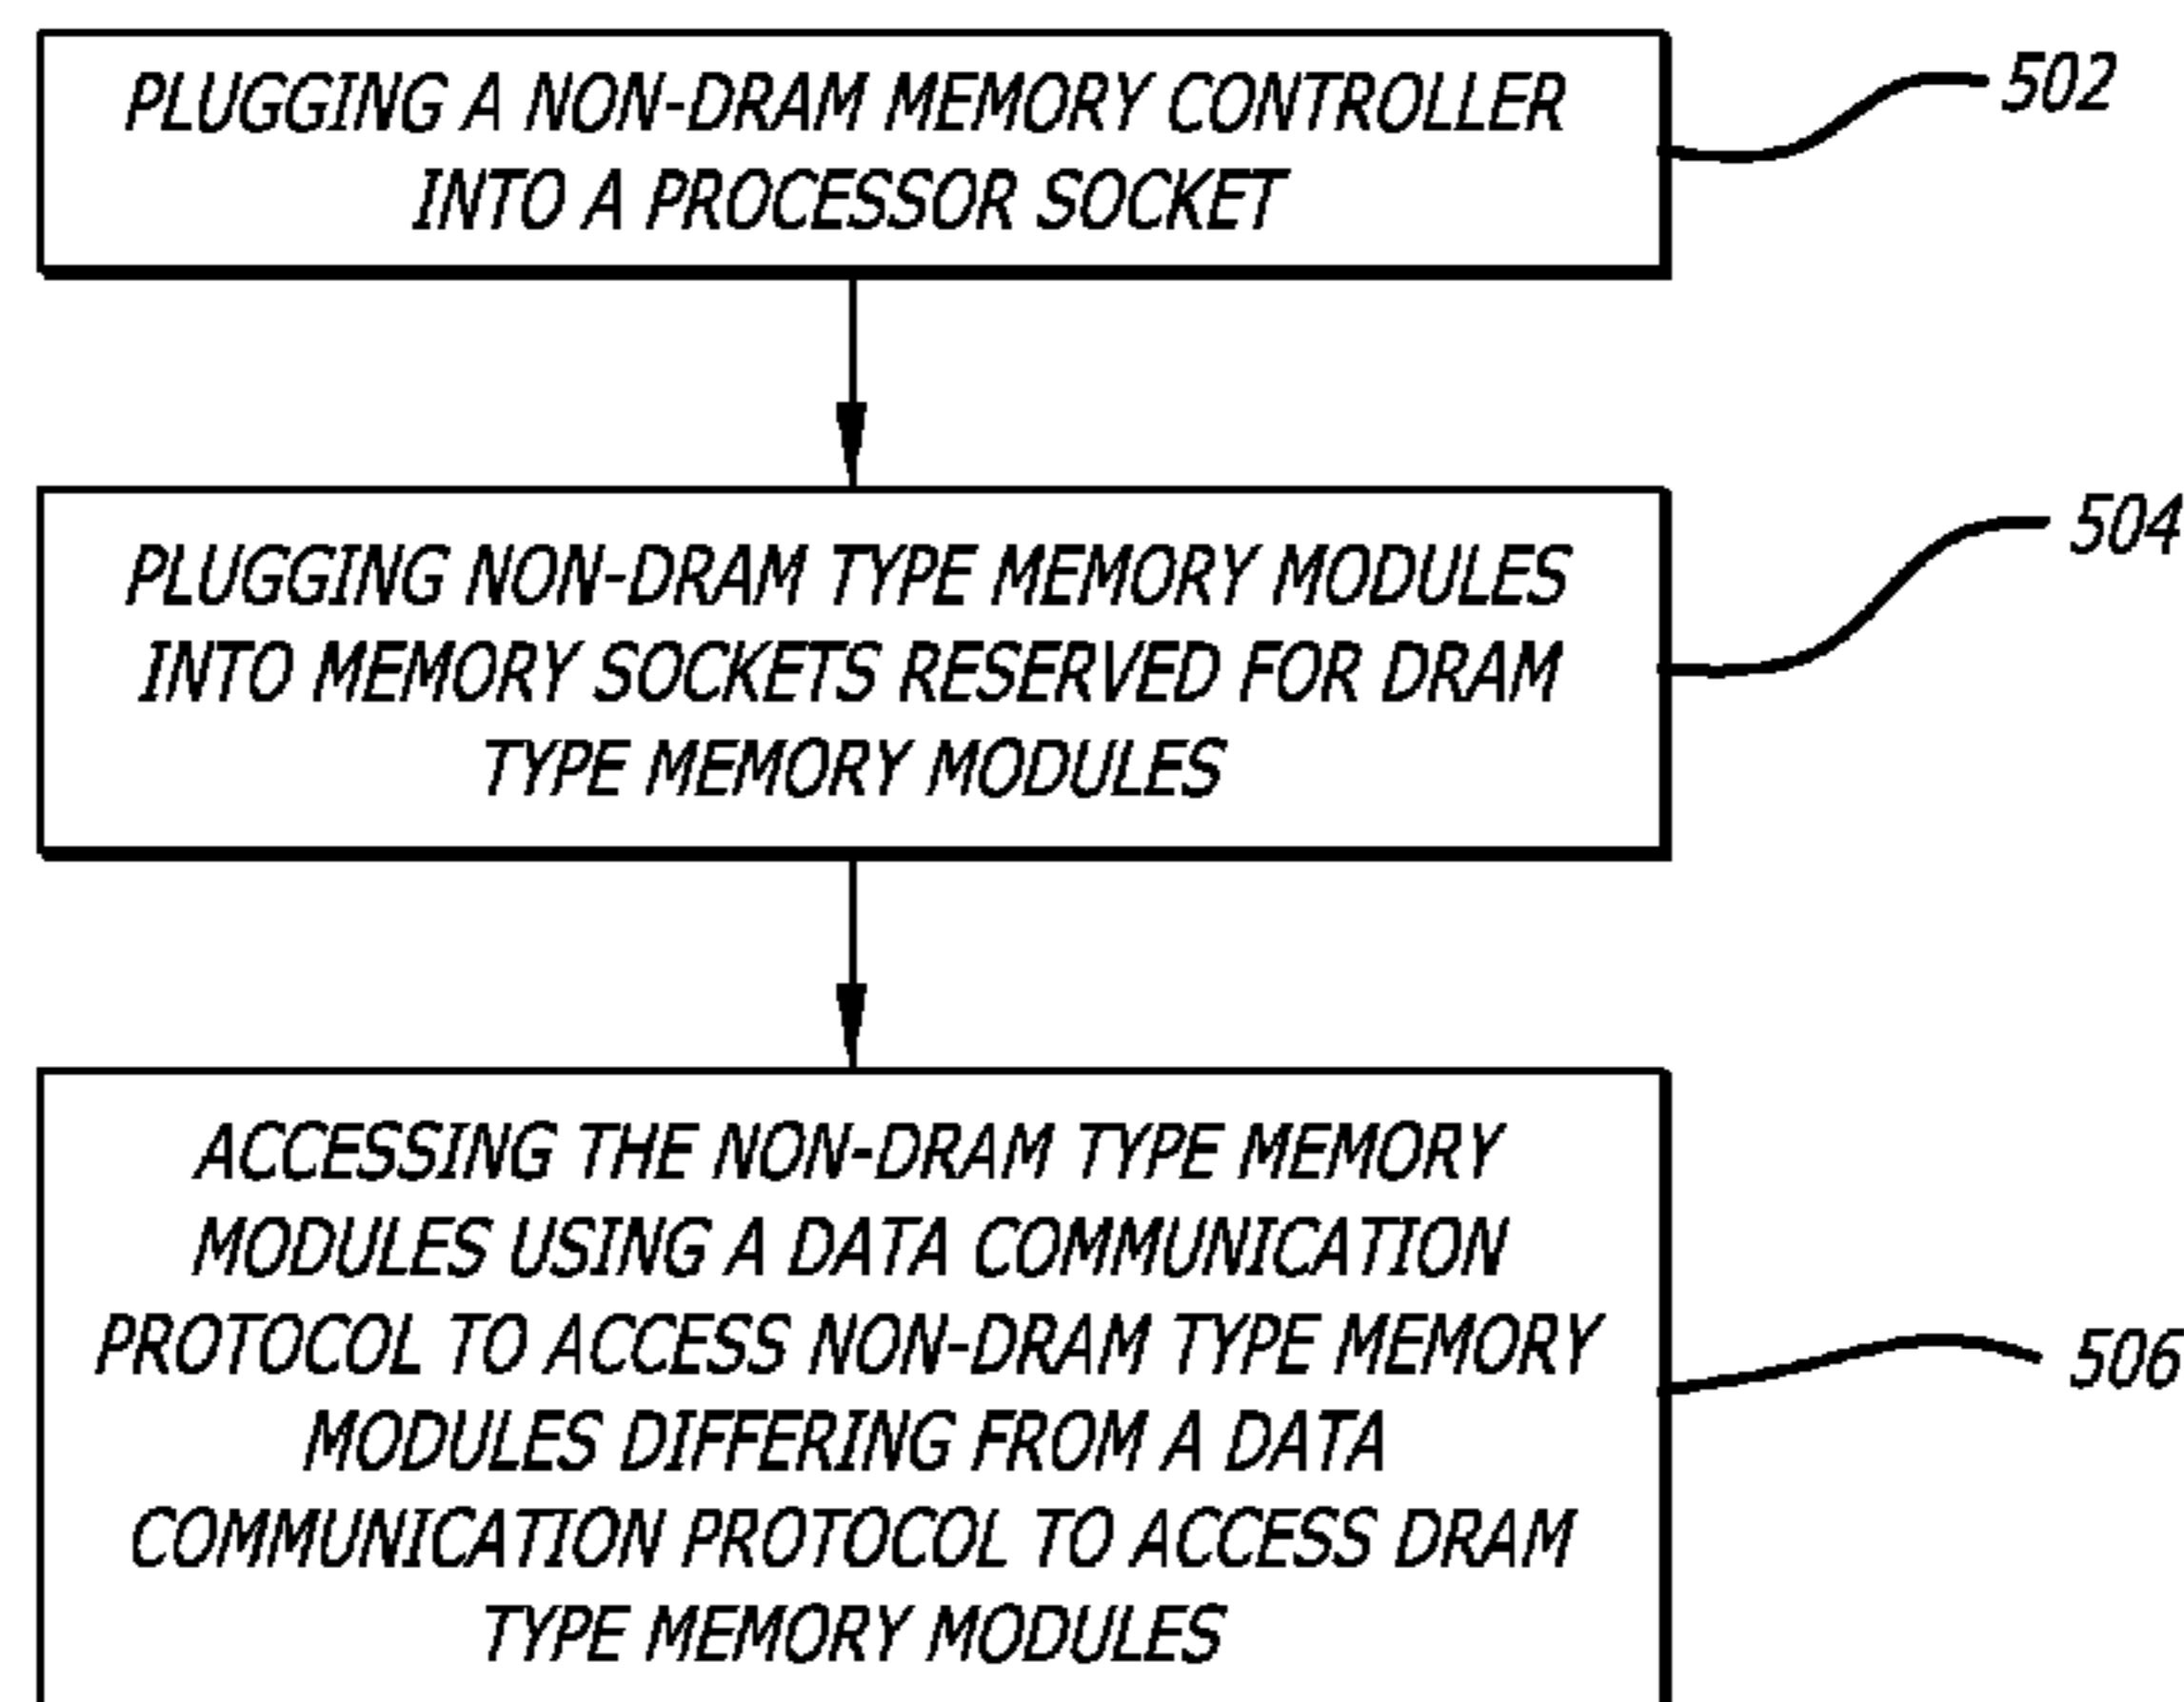 PLUGGING A NON-DRAM MEMORY CONTROLLER
INTO A PROCESSOR SOCKET
502
PLUGGING NON-DRAM TYPE MEMORY MODULES
INTO MEMORY SOCKETS RESERVED FOR DRAM
TYPE MEMORY MODULES
504
ACCESSING THE NON-DRAM TYPE MEMORY
MODULES USING A DATA COMMUNICATION
PROTOCOL TO ACCESS NON-DRAM TYPE MEMORY
MODULES DIFFERING FROM A DATA
COMMUNICATION PROTOCOL TO ACCESS DRAM
TYPE MEMORY MODULES
506